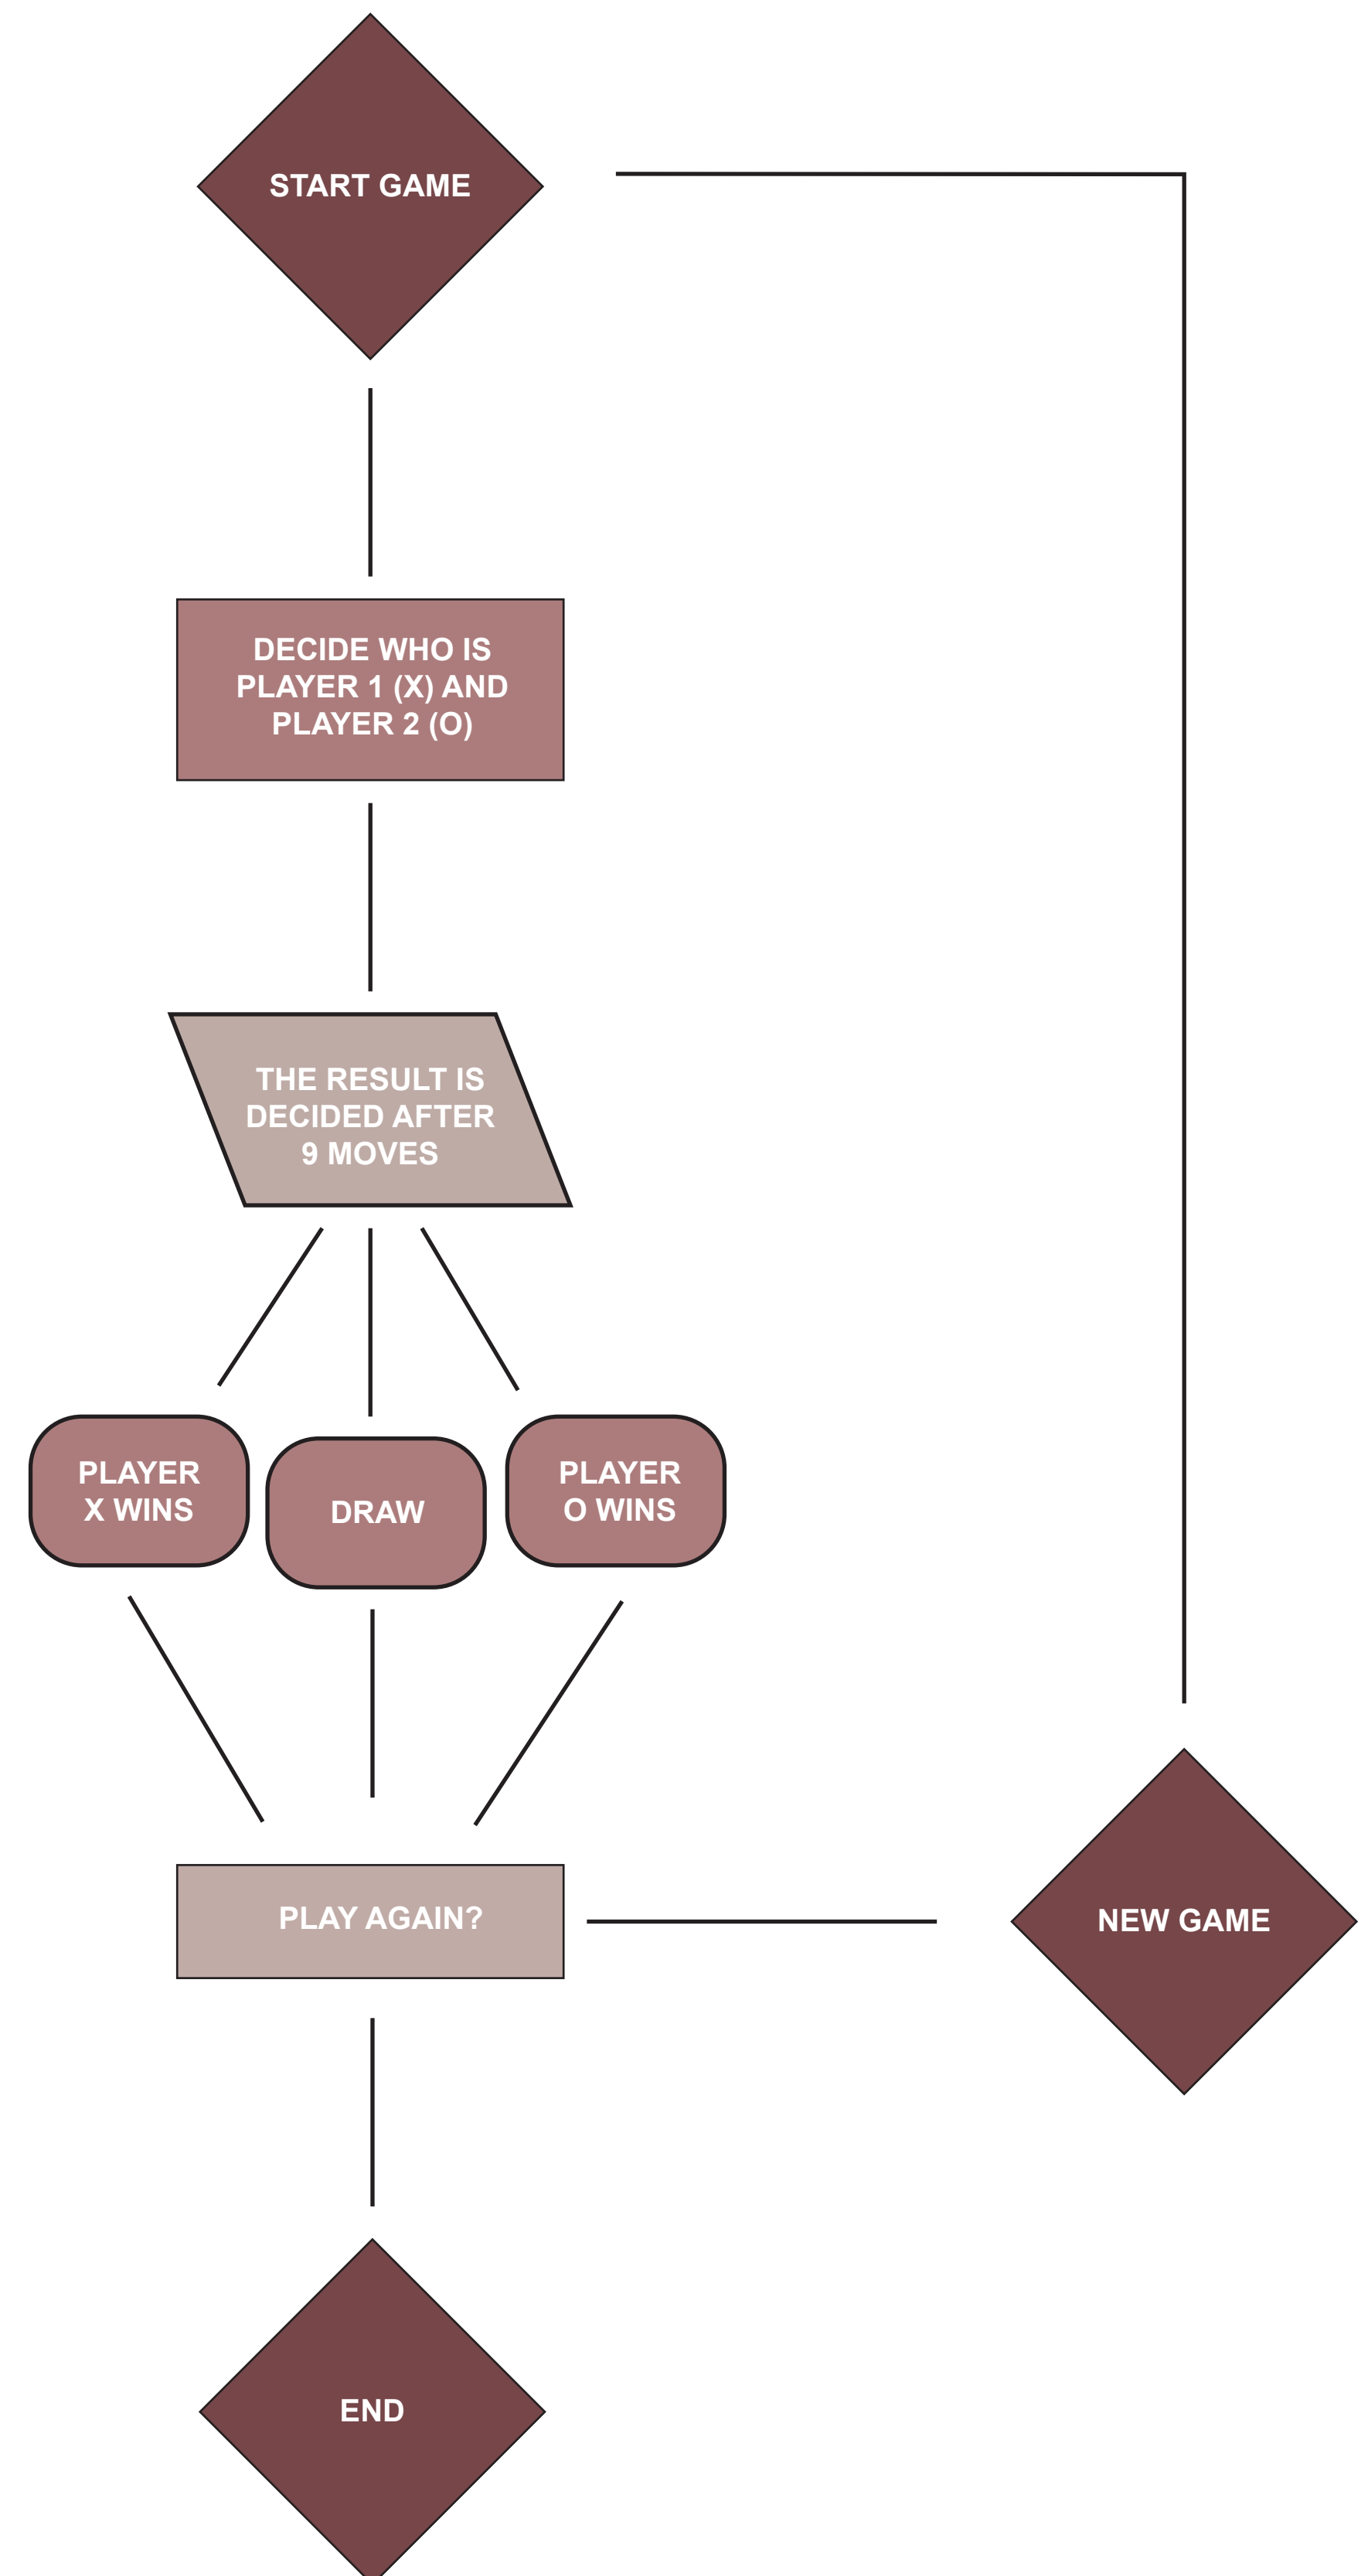 START GAME
DECIDE WHO IS
PLAYER 1 (X) AND
PLAYER 2 (O)
THE RESULT IS
DECIDED AFTER
9 MOVES
PLAYER
X WINS
DRAW
PLAYER
O WINS
PLAY AGAIN?
NEW GAME
END